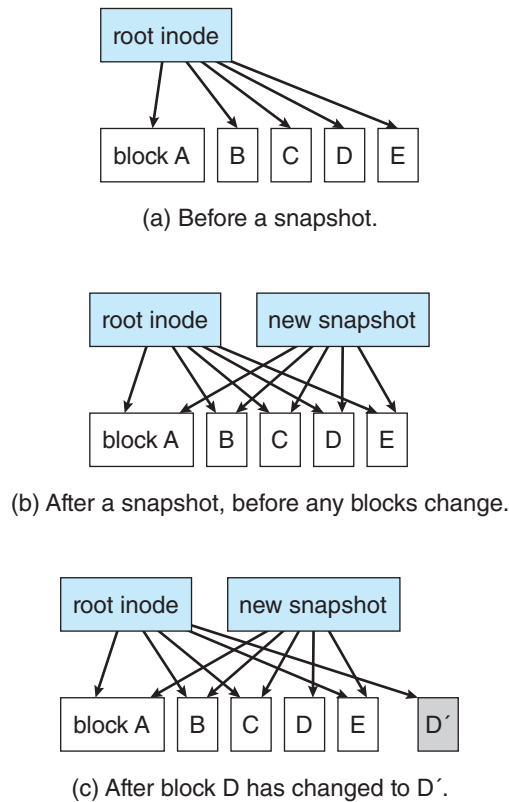 root inode
block A B C D E
(a) Before a snapshot.
root inode new snapshot
block A B C D E
(b) After a snapshot, before any blocks change.
root inode new snapshot
block A B C D E D´
(c) After block D has changed to D´.